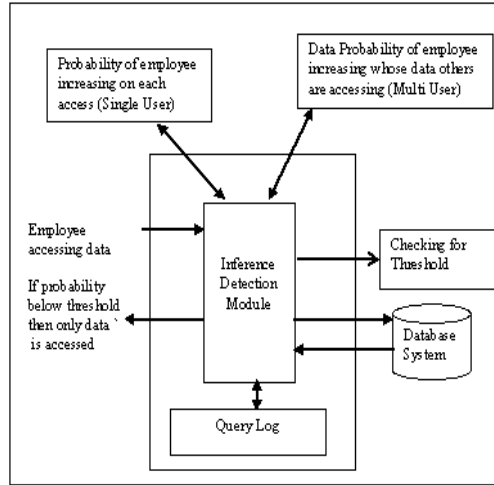 Probability of employee
increasing on each
access (Single User)
Data Probability of employee
increasing whose data others
are accessing (Multi User)
Employee
accessing data
If probability
below threshold
then only data `
is accessed
Inference
Detection
Module
Checking for
Threshold
Database
System
Query Log